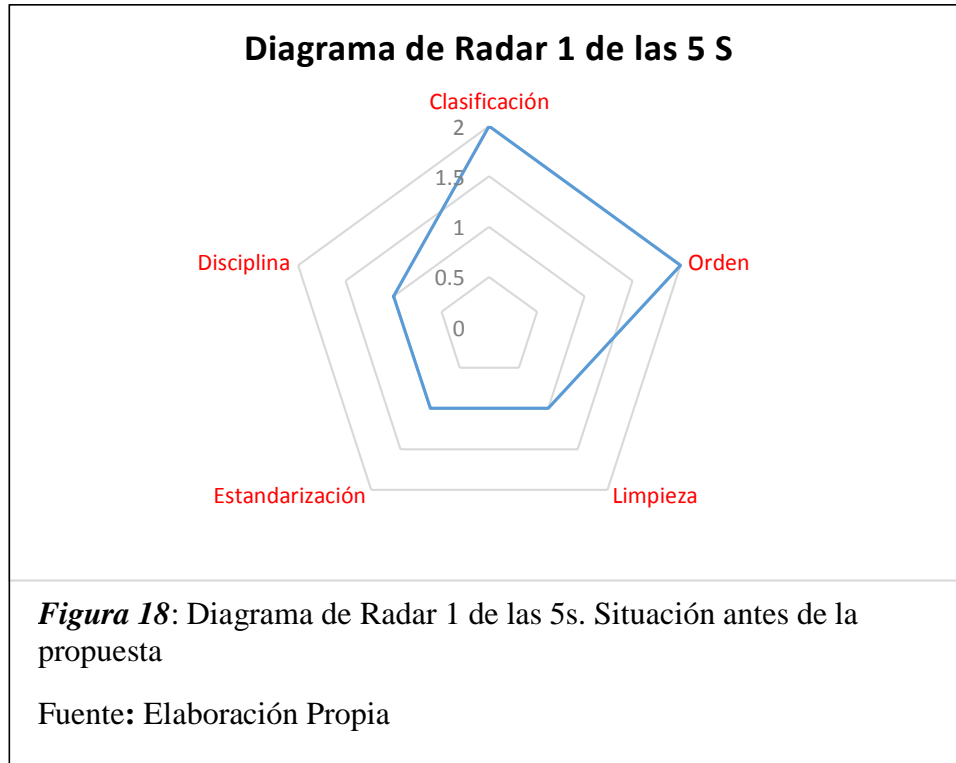 Diagrama de Radar 1 de las 5 S
Clasificación
2
1.5
1
0.5
0
Disciplina
Orden
Estandarización
Limpieza
Figura 18: Diagrama de Radar 1 de las 5s. Situación antes de la
propuesta
Fuente: Elaboración Propia